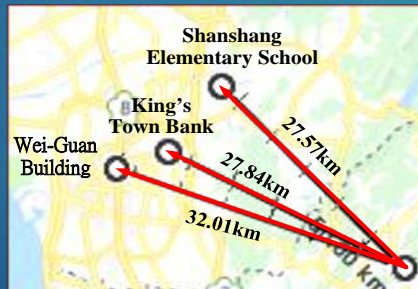 Shanshang
Elementary School
King's
Town Bank
Wei-Guan
Building
27.57km
27.84km
32.01km